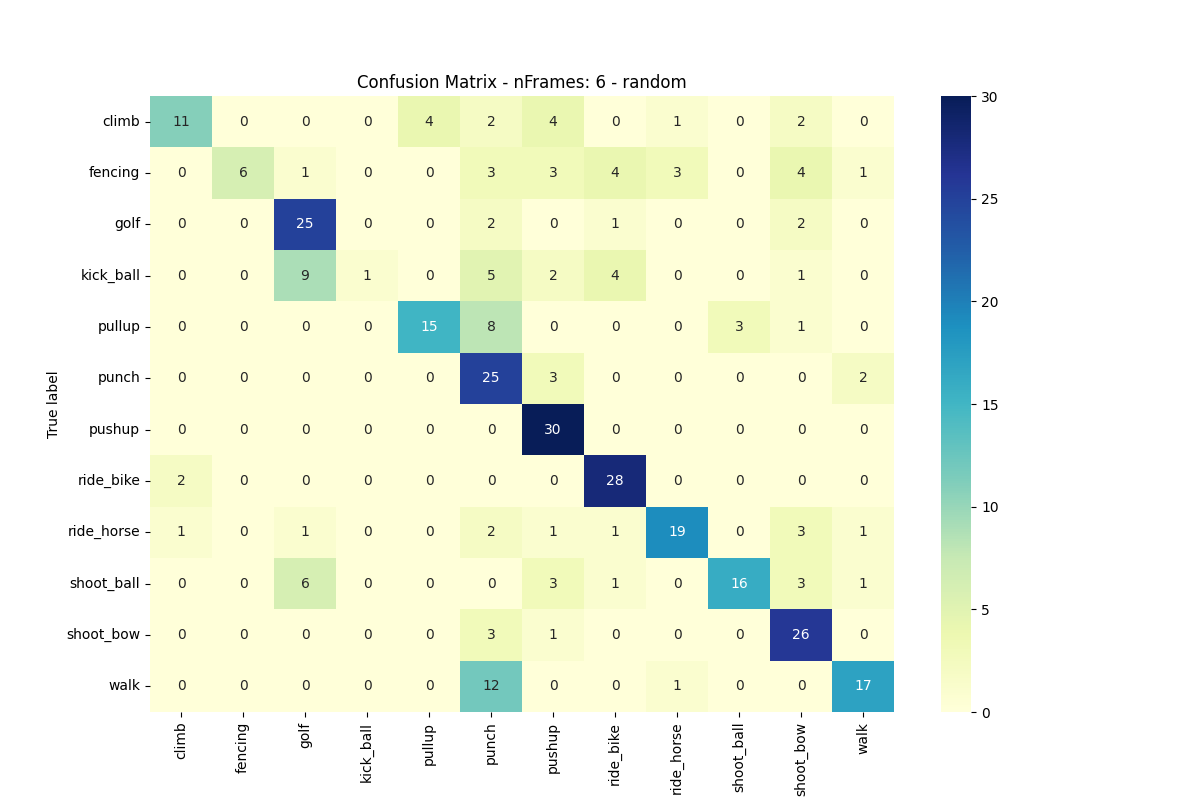 Confusion Matrix - nFrames: 6 - random
True label
climb 11 0 0 0 4 2 4 0 1 0 2 0
fencing 0 6 1 0 0 3 3 4 3 0 4 1
golf 0 0 25 0 0 2 0 1 0 0 2 0
kick_ball 0 0 9 1 0 5 2 4 0 0 1 0
pullup 0 0 0 0 15 8 0 0 0 3 1 0
punch 0 0 0 0 0 25 3 0 0 0 0 2
pushup 0 0 0 0 0 0 30 0 0 0 0 0
ride_bike 2 0 0 0 0 0 0 28 0 0 0 0
ride_horse 1 0 1 0 0 2 1 1 19 0 3 1
shoot_ball 0 0 6 0 0 0 3 1 0 16 3 1
shoot_bow 0 0 0 0 0 3 1 0 0 0 26 0
walk 0 0 0 0 0 12 0 0 1 0 0 17
climb fencing golf kick_ball pullup punch pushup ride_bike ride_horse shoot_ball shoot_bow walk
30
25
20
15
10
5
0